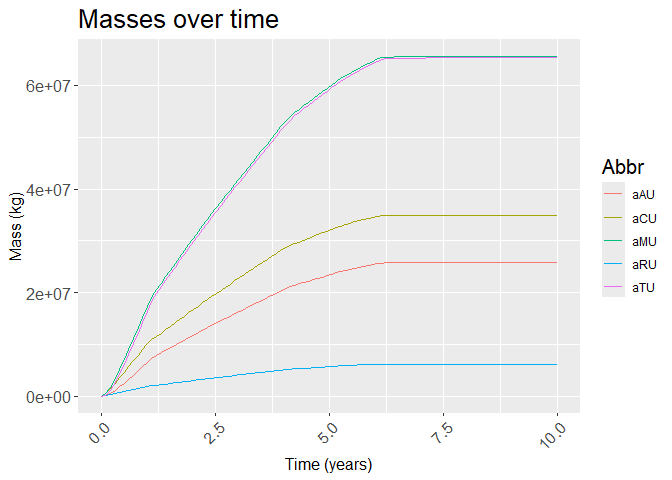 Masses over time
Mass (kg)
6e+07
4e+07
2e+07
0e+00
0.0
2.5
5.0
7.5
10.0
Time (years)
Abbr
aAU
aCU
aMU
aRU
aTU